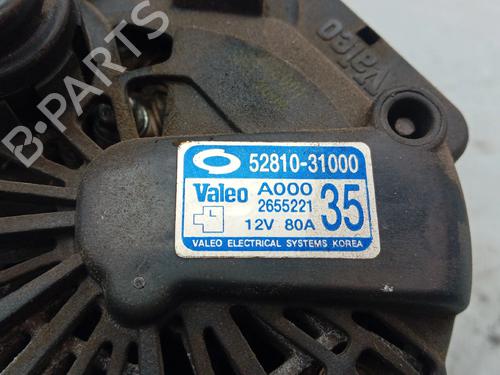 valeo
B-PARTS
52810-31000
Valeo A000 35
2655221
12V 80A
VALEO ELECTRICAL SYSTEMS KOREA